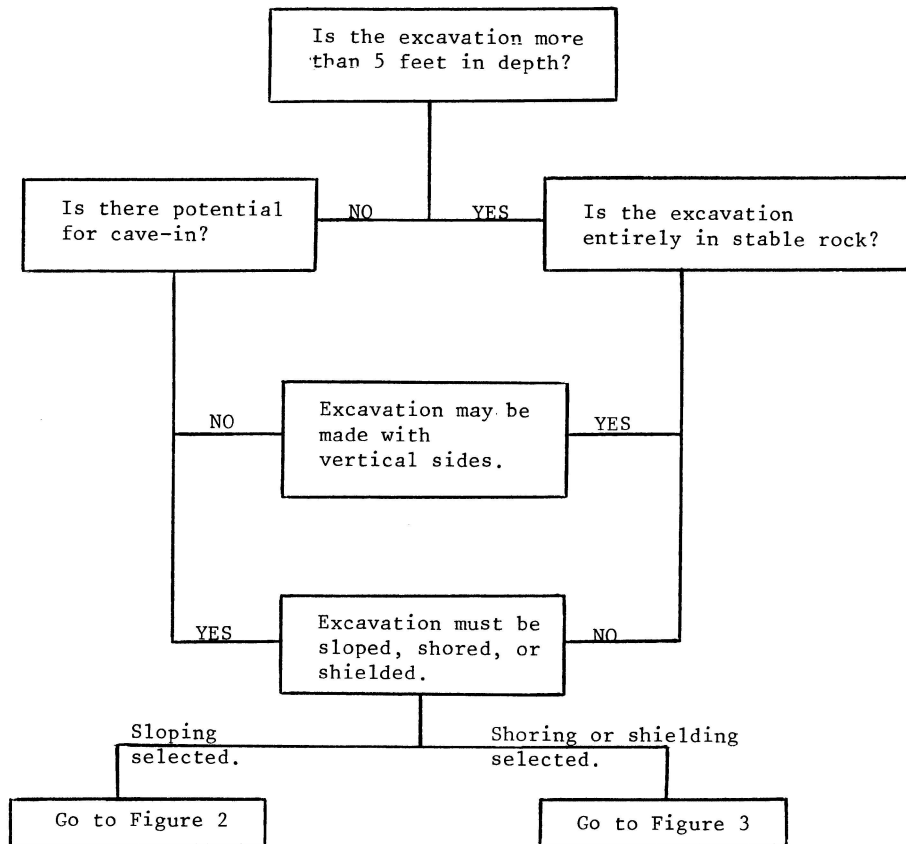 Is the excavation more
than 5 feet in depth?
Is there potential
for cave-in?
NO
YES
Is the excavation
entirely in stable rock?
NO
Excavation may be
made with
vertical sides.
YES
YES
Excavation must be
sloped, shored, or
shielded.
NO
Sloping
selected.
Shoring or shielding
selected.
Go to Figure 2
Go to Figure 3